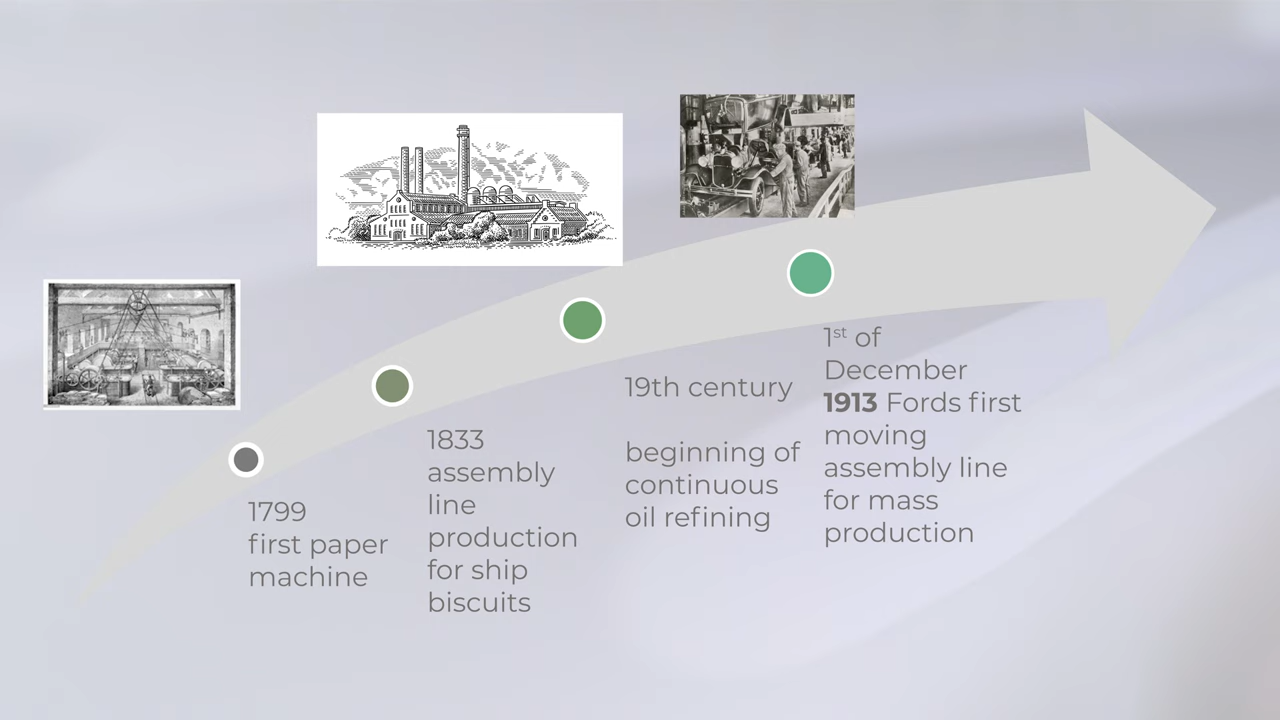 1799
first paper
machine
1833
assembly
line
production
for ship
biscuits
19th century
beginning of
continuous
oil refining
1st of
December
1913 Fords first
moving
assembly line
for mass
production